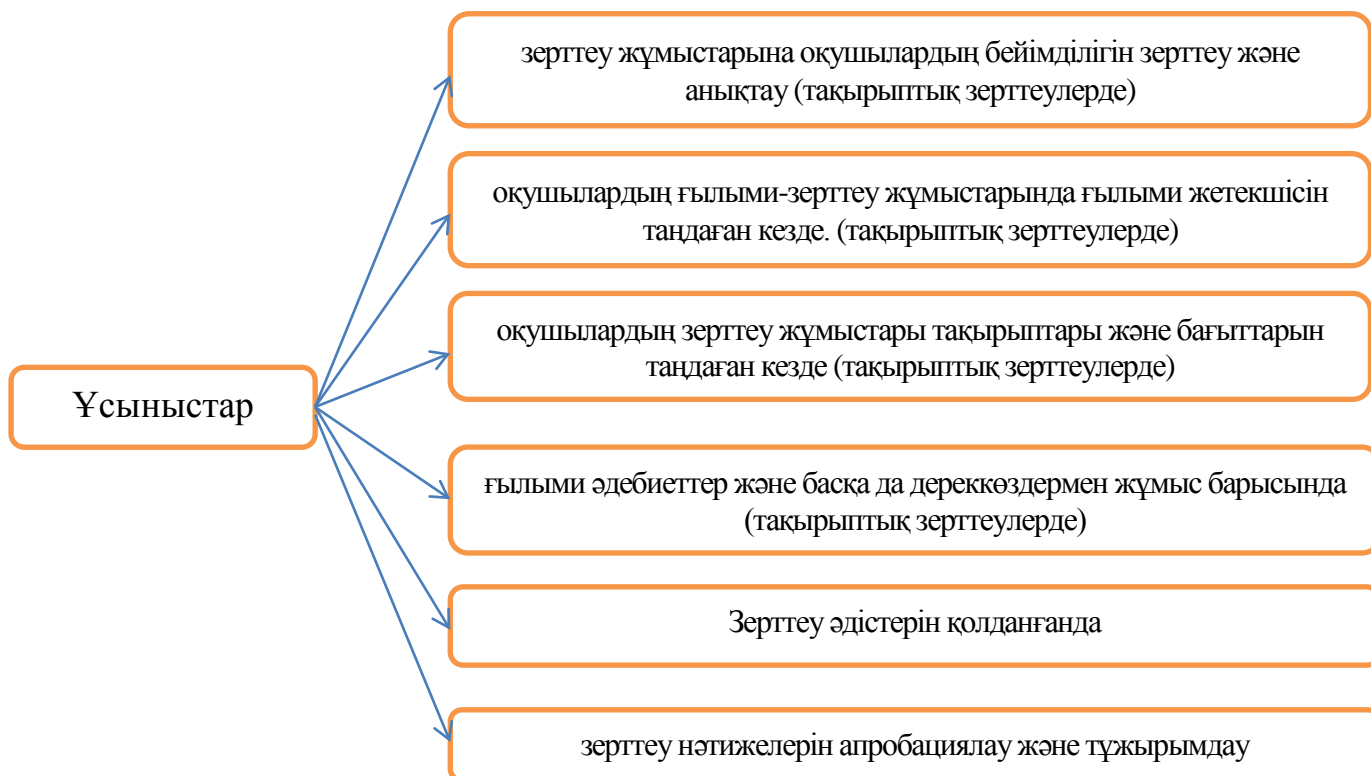 зерттеу жұмыстарына оқушылардың бейімділігін зерттеу және
анықтау (тақырыптық зерттеулерде)
оқушылардың ғылыми-зерттеу жұмыстарында ғылыми жетекшісін
таңдаған кезде. (тақырыптық зерттеулерде)
оқушылардың зерттеу жұмыстары тақырыптары және бағыттарын
таңдаған кезде (тақырыптық зерттеулерде)
Ұсыныстар
ғылыми әдебиеттер және басқа да дереккөздермен жұмыс барысында
(тақырыптық зерттеулерде)
Зерттеу әдістерін қолданғанда
зерттеу нәтижелерін апробациялау және тұжырымдау